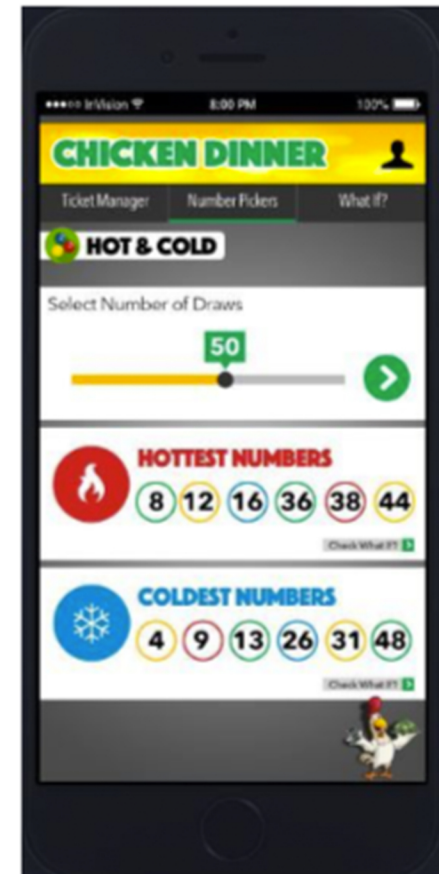 InVision 8:00 PM 100%
CHICKEN DINNER
Ticket Manager Number Pickers What If?
HOT & COLD
Select Number of Draws
50
HOTTEST NUMBERS
8 12 16 36 38 44
Check What If?
COLDEST NUMBERS
4 9 13 26 31 48
Check What If?